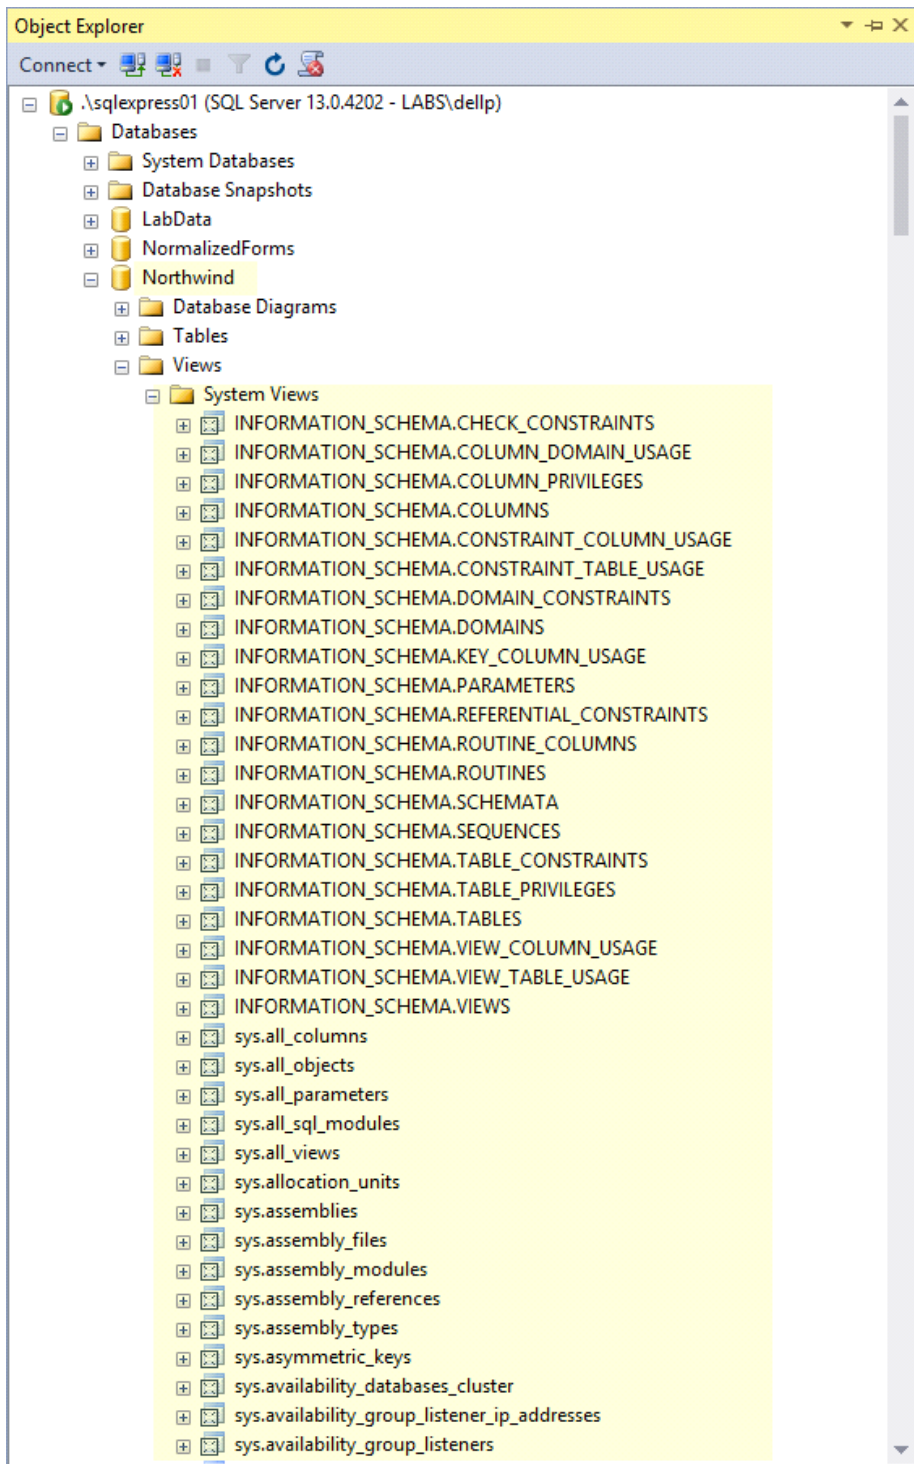 Object Explorer
Connect
.\sqlexpress01 (SQL Server 13.0.4202 - LABS\dellp)
Databases
System Databases
Database Snapshots
LabData
NormalizedForms
Northwind
Database Diagrams
Tables
Views
System Views
INFORMATION_SCHEMA.CHECK_CONSTRAINTS
INFORMATION_SCHEMA.COLUMN_DOMAIN_USAGE
INFORMATION_SCHEMA.COLUMN_PRIVILEGES
INFORMATION_SCHEMA.COLUMNS
INFORMATION_SCHEMA.CONSTRAINT_COLUMN_USAGE
INFORMATION_SCHEMA.CONSTRAINT_TABLE_USAGE
INFORMATION_SCHEMA.DOMAIN_CONSTRAINTS
INFORMATION_SCHEMA.DOMAINS
INFORMATION_SCHEMA.KEY_COLUMN_USAGE
INFORMATION_SCHEMA.PARAMETERS
INFORMATION_SCHEMA.REFERENTIAL_CONSTRAINTS
INFORMATION_SCHEMA.ROUTINE_COLUMNS
INFORMATION_SCHEMA.ROUTINES
INFORMATION_SCHEMA.SCHEMATA
INFORMATION_SCHEMA.SEQUENCES
INFORMATION_SCHEMA.TABLE_CONSTRAINTS
INFORMATION_SCHEMA.TABLE_PRIVILEGES
INFORMATION_SCHEMA.TABLES
INFORMATION_SCHEMA.VIEW_COLUMN_USAGE
INFORMATION_SCHEMA.VIEW_TABLE_USAGE
INFORMATION_SCHEMA.VIEWS
sys.all_columns
sys.all_objects
sys.all_parameters
sys.all_sql_modules
sys.all_views
sys.allocation_units
sys.assemblies
sys.assembly_files
sys.assembly_modules
sys.assembly_references
sys.assembly_types
sys.asymmetric_keys
sys.availability_databases_cluster
sys.availability_group_listener_ip_addresses
sys.availability_group_listeners